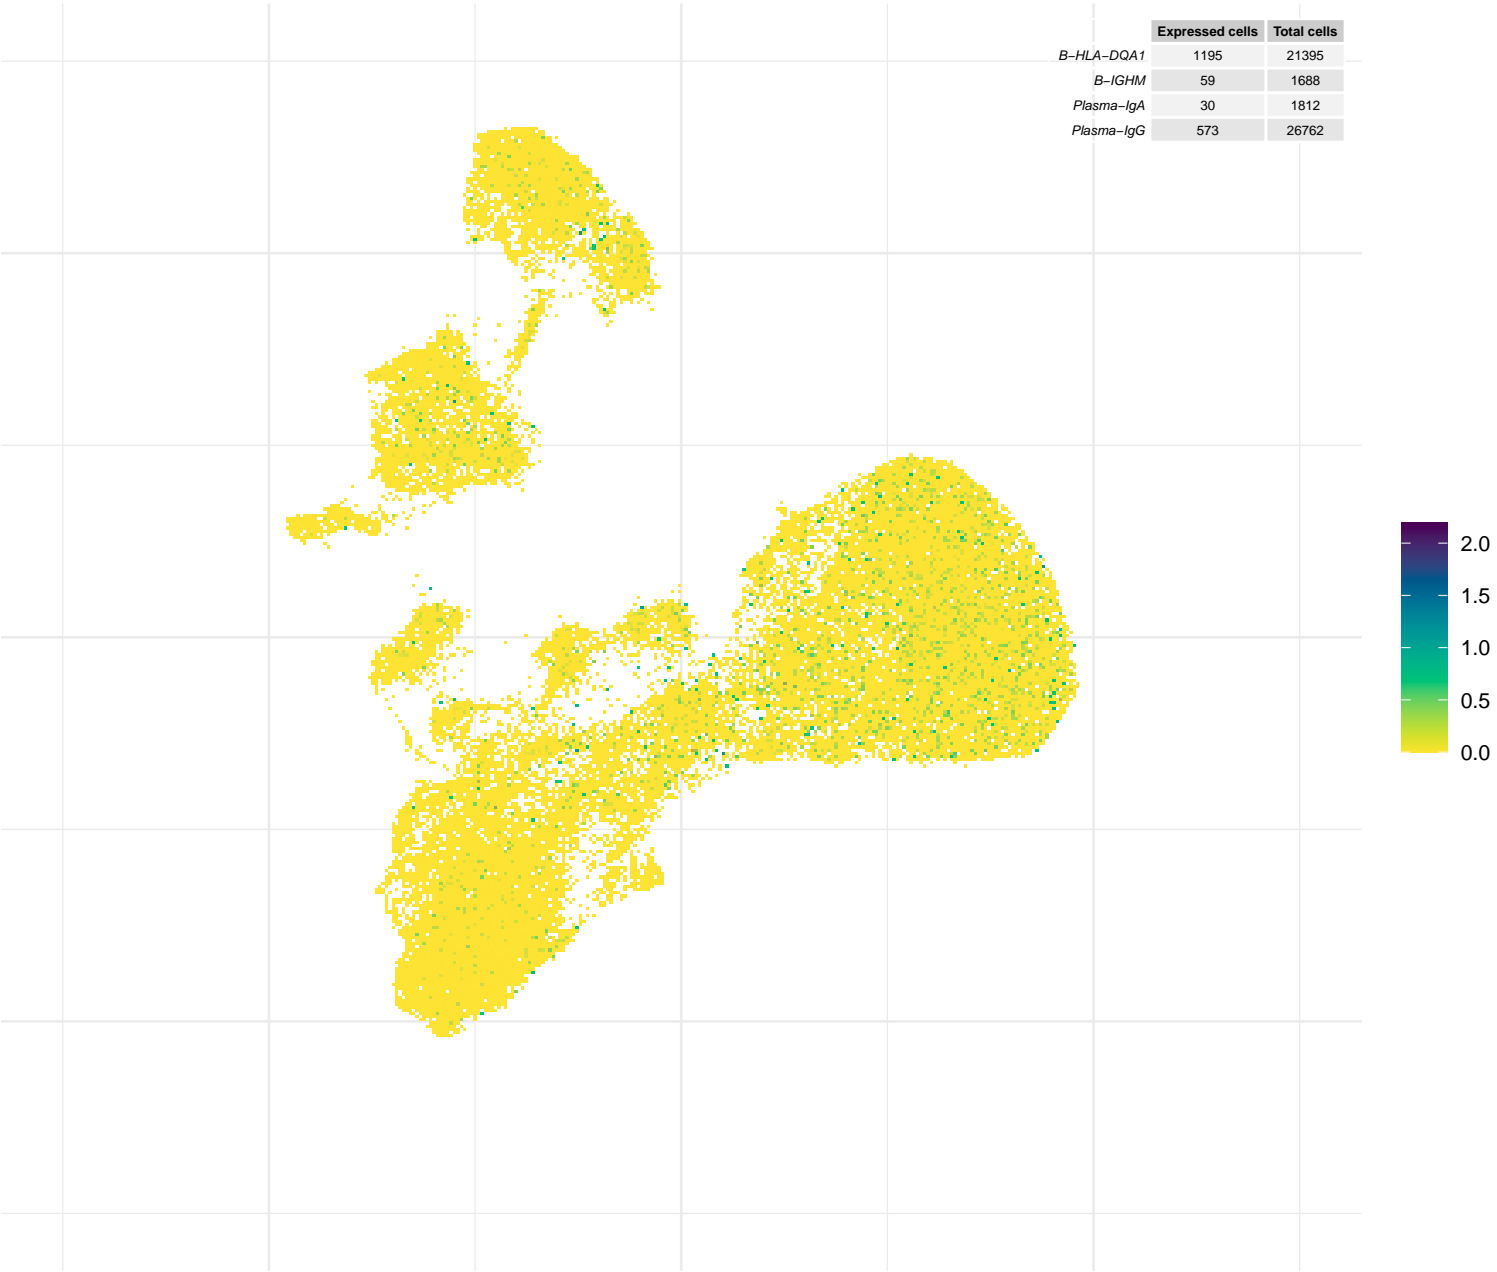 Expressed cells Total cells
B−HLA−DQA1 1195 21395
B−IGHM 59 1688
Plasma−IgA 30 1812
Plasma−IgG 573 26762
2.0
1.5
1.0
0.5
0.0